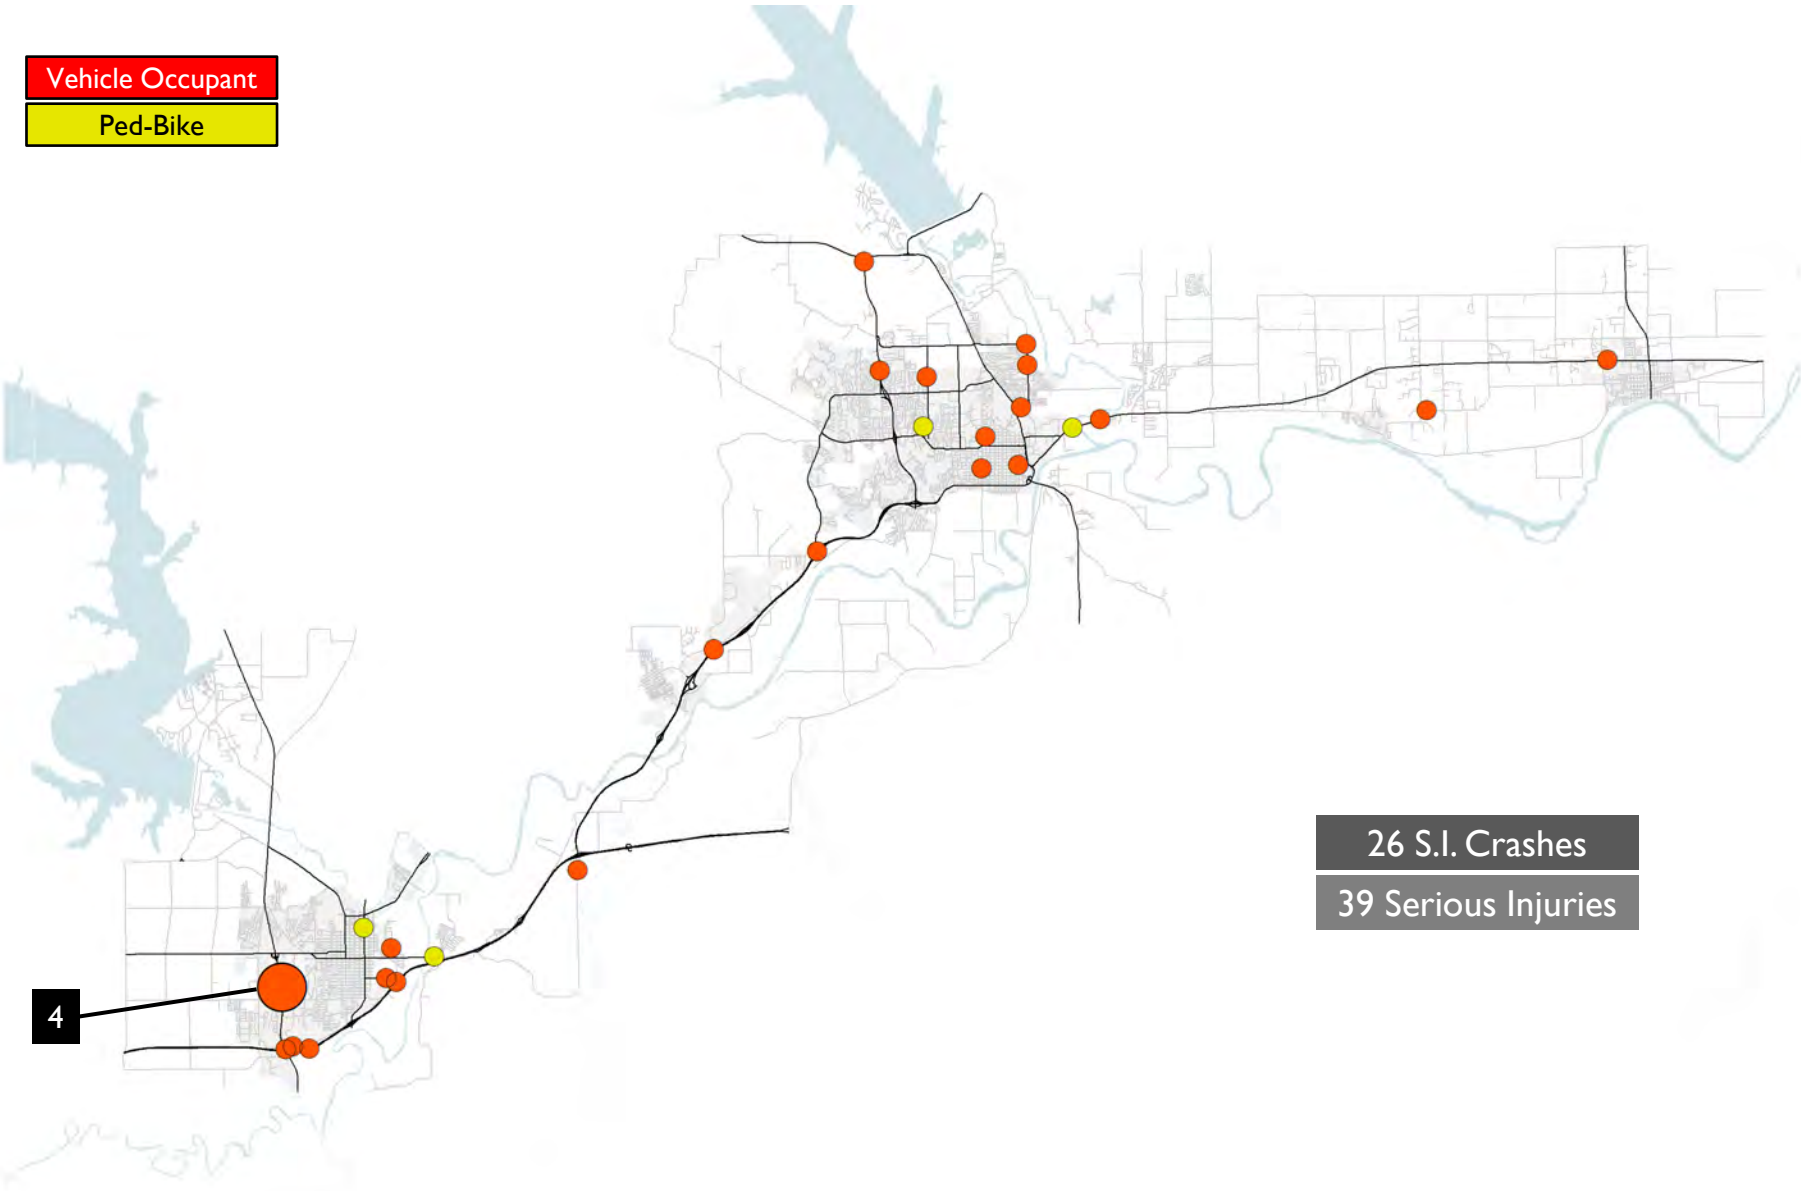 Vehicle Occupant
Ped-Bike
26 S.I. Crashes
39 Serious Injuries
4